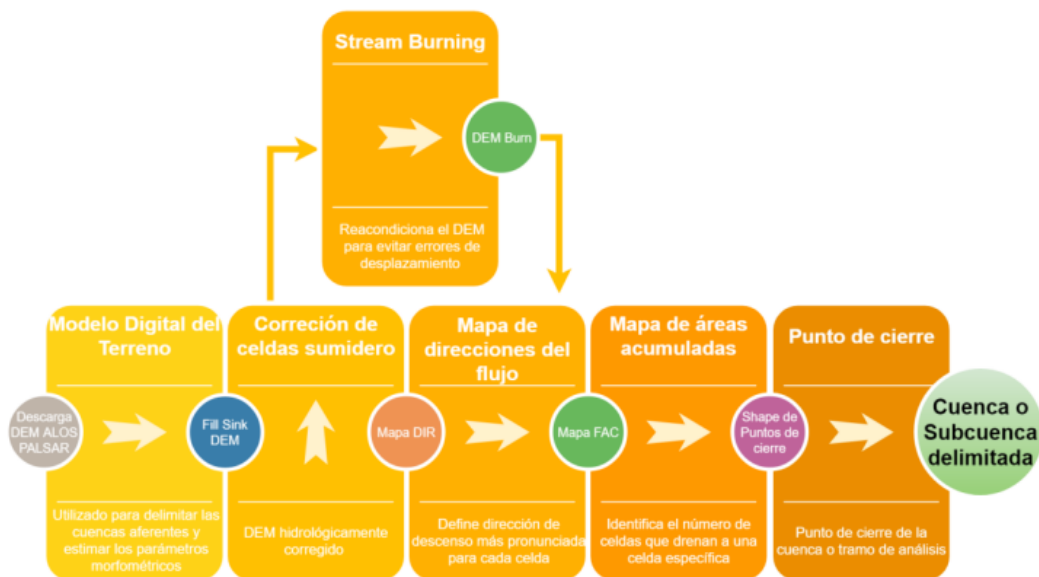 Stream Burning
DEM Burn
Reacondiciona el DEM
para evitar errores de
desplazamiento
Modelo Digital del
Terreno
Descarga
DEM ALOS
PALSAR
Utilizado para delimitar las
cuencas aferentes y
estimar los parámetros
morfométricos
Correción de
celdas sumidero
Fill Sink
DEM
DEM hidrológicamente
corregido
Mapa de
direcciones del
flujo
Mapa DIR
Define dirección de
descenso más pronunciada
para cada celda
Mapa de áreas
acumuladas
Mapa FAC
Identifica el número de
celdas que drenan a una
celda específica
Punto de cierre
Shape de
Puntos de
cierre
Punto de cierre de la
cuenca o tramo de análisis
Cuenca o
Subcuenca
delimitada